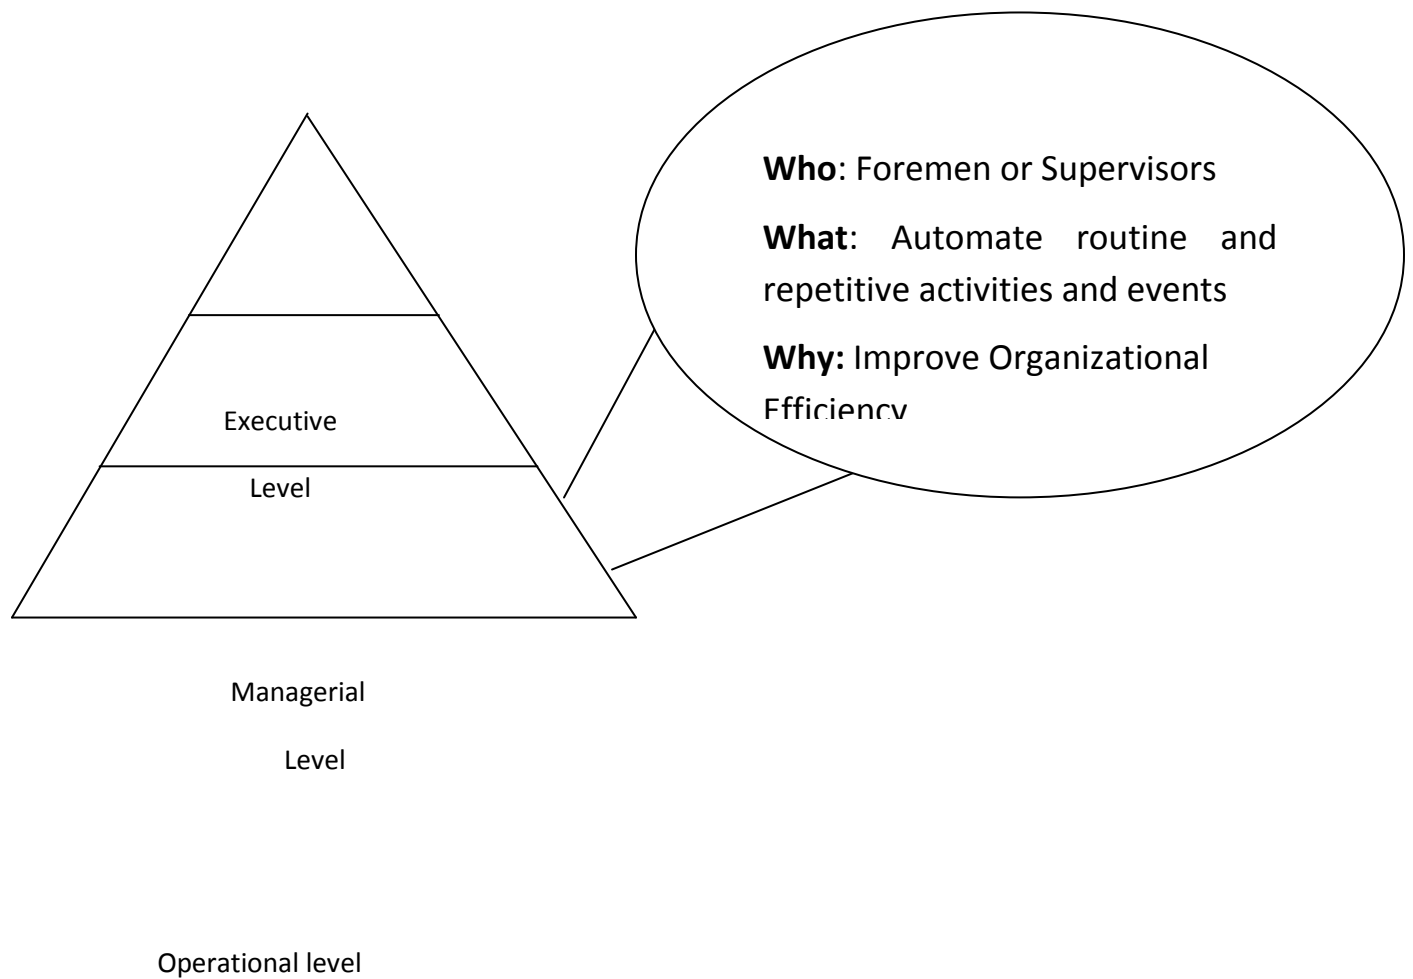 Who: Foremen or Supervisors
What: Automate routine and
repetitive activities and events
Why: Improve Organizational
Efficiency
Executive
Level
Managerial
Level
Operational level